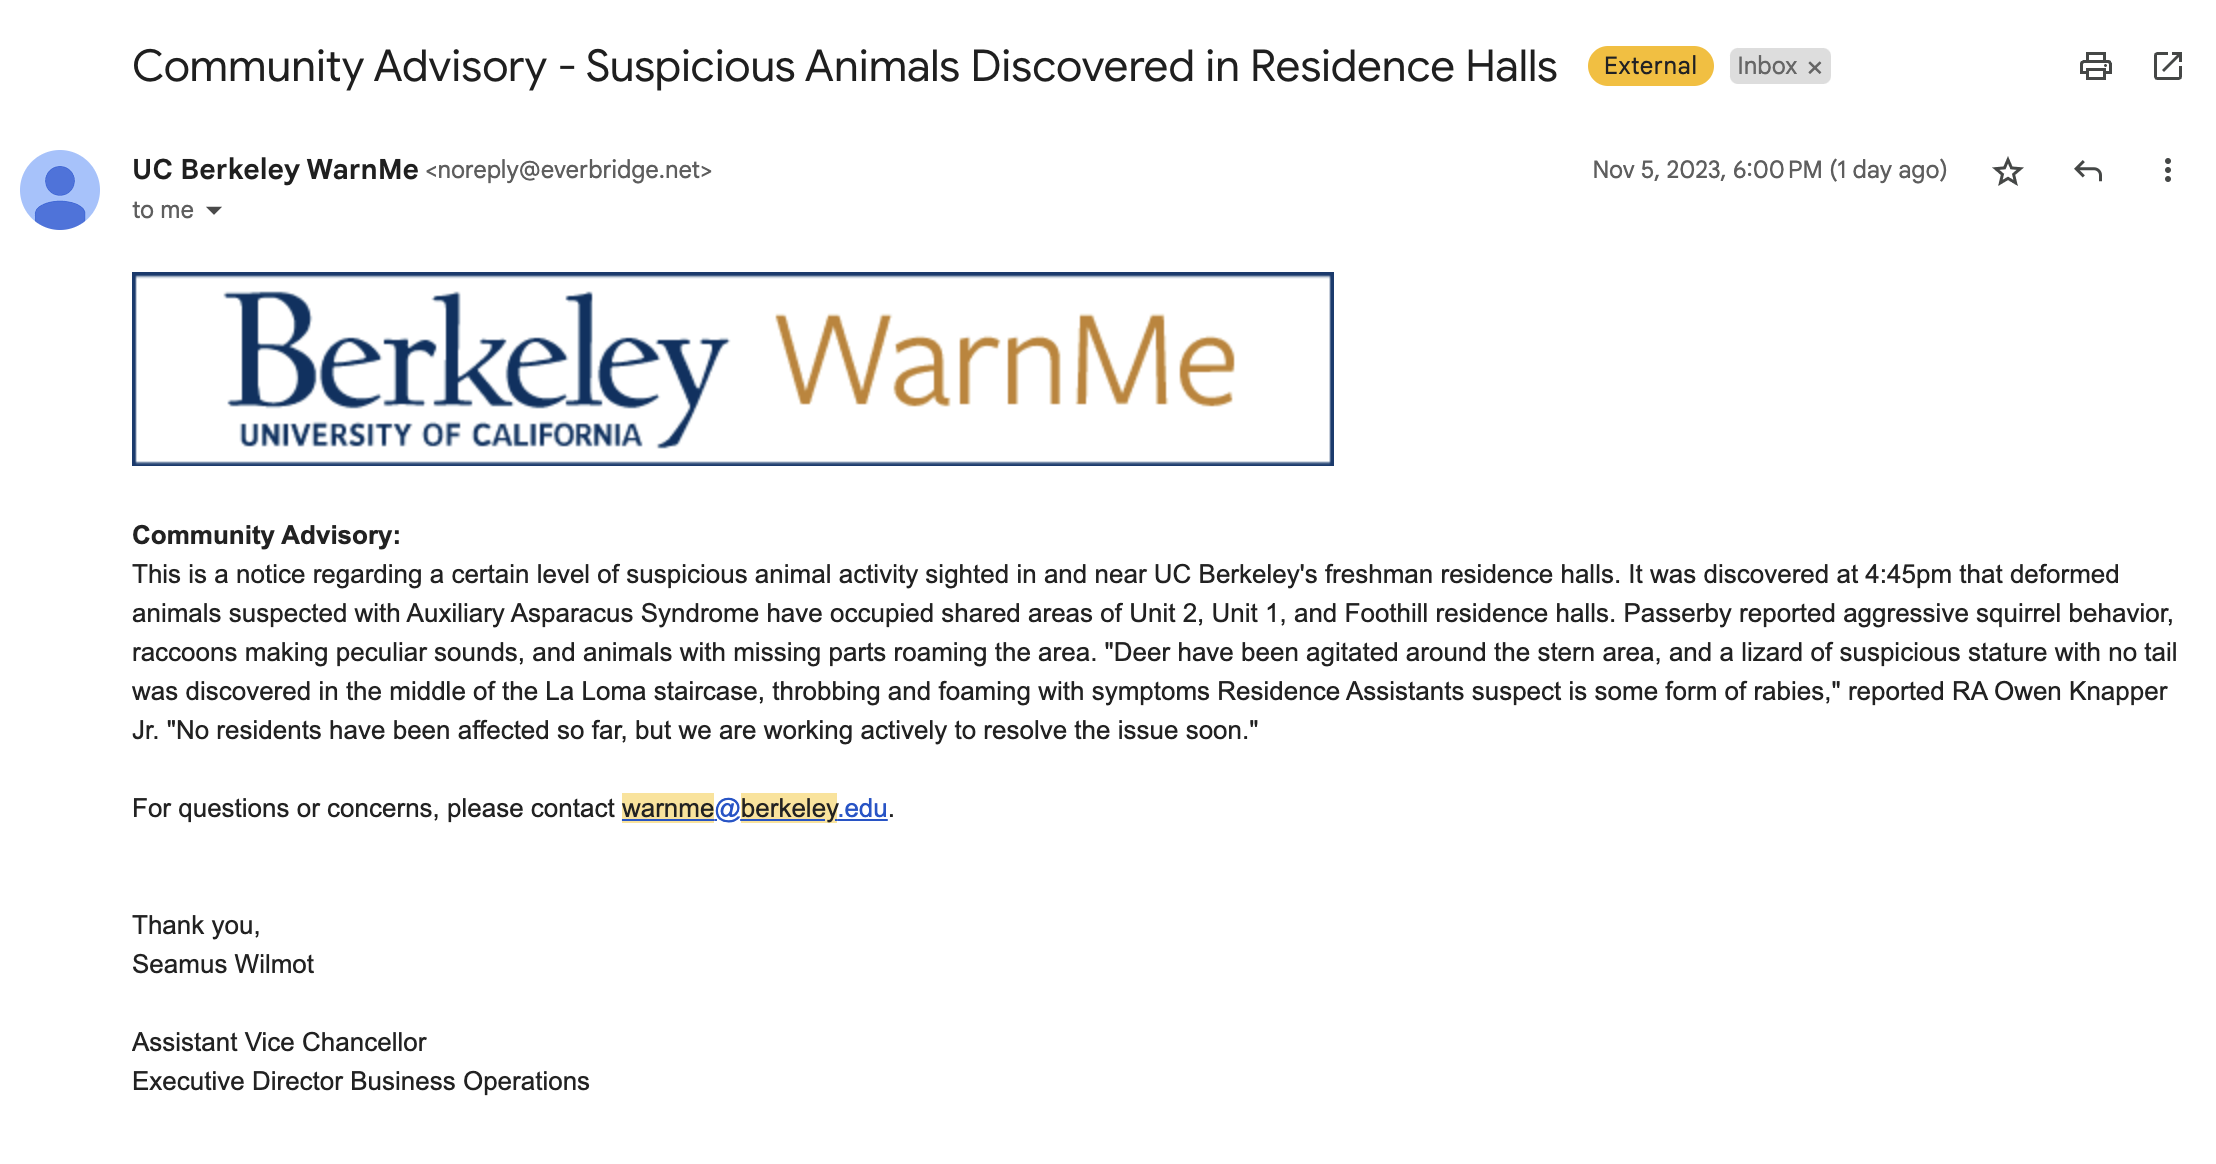 Community Advisory - Suspicious Animals Discovered in Residence Halls External Inbox ×
UC Berkeley WarnMe <noreply@everbridge.net> Nov 5, 2023, 6:00 PM (1 day ago)
to me
Berkeley WarnMe
UNIVERSITY OF CALIFORNIA
Community Advisory:
This is a notice regarding a certain level of suspicious animal activity sighted in and near UC Berkeley's freshman residence halls. It was discovered at 4:45pm that deformed
animals suspected with Auxiliary Asparacus Syndrome have occupied shared areas of Unit 2, Unit 1, and Foothill residence halls. Passerby reported aggressive squirrel behavior,
raccoons making peculiar sounds, and animals with missing parts roaming the area. "Deer have been agitated around the stern area, and a lizard of suspicious stature with no tail
was discovered in the middle of the La Loma staircase, throbbing and foaming with symptoms Residence Assistants suspect is some form of rabies," reported RA Owen Knapper
Jr. "No residents have been affected so far, but we are working actively to resolve the issue soon."
For questions or concerns, please contact warnme@berkeley.edu.
Thank you,
Seamus Wilmot
Assistant Vice Chancellor
Executive Director Business Operations